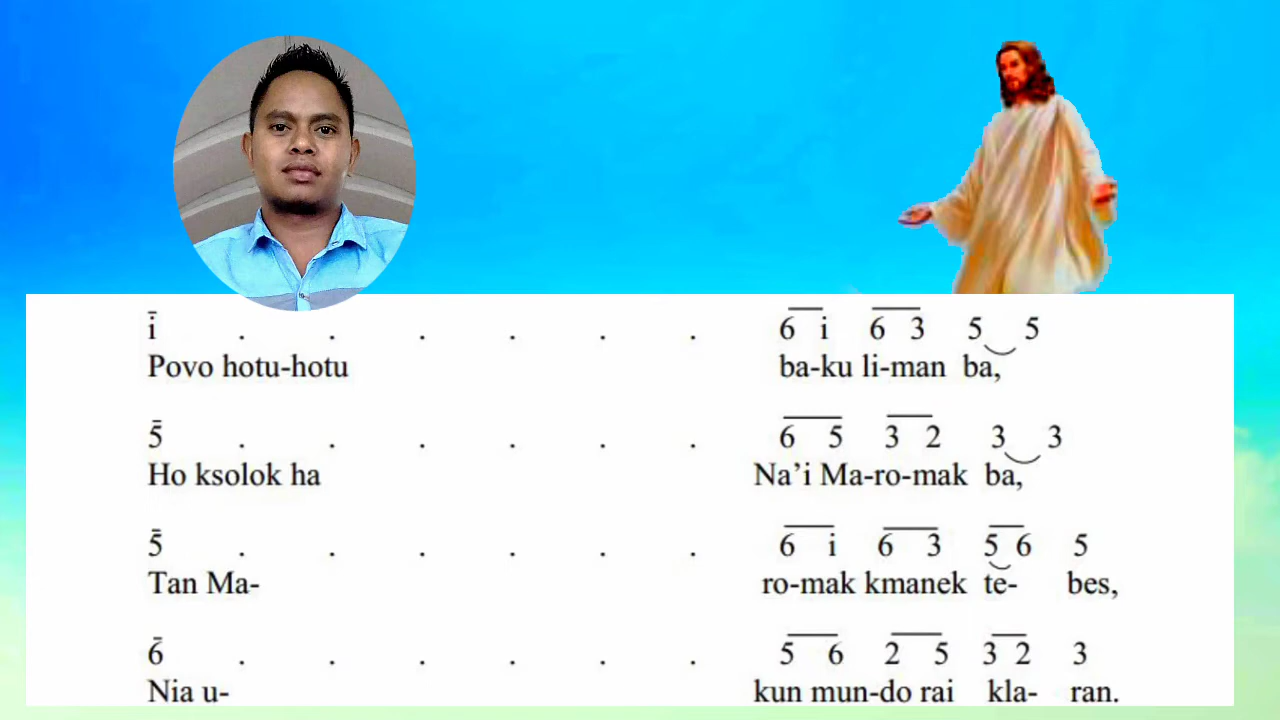 i . . . . . . 6 i 6 3 5 5
Povo hotu-hotu ba-ku li-man ba,
5 . . . . . . 6 5 3 2 3 3
Ho ksolok ha Na’i Ma-ro-mak ba,
5 . . . . . . 6 i 6 3 5 6 5
Tan Ma- ro-mak kmanek te- bes,
6 . . . . . . 5 6 2 5 3 2 3
Nia u- kun mun-do rai kla- ran.